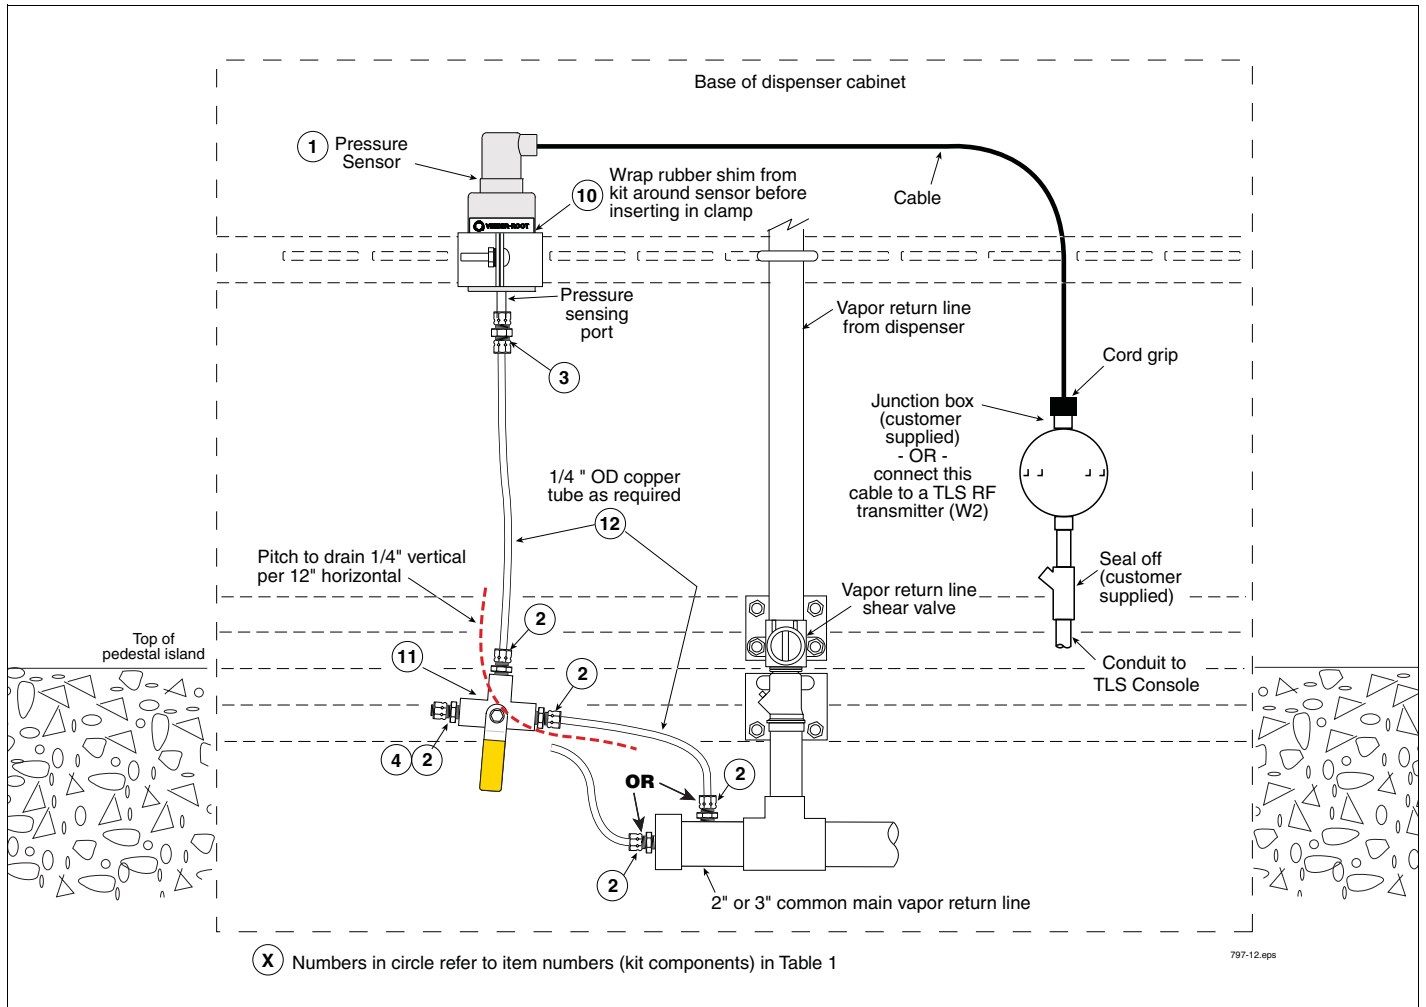 Base of dispenser cabinet
1
Pressure
Sensor
10
Wrap rubber shim from
kit around sensor before
inserting in clamp
Cable
VEEDER-ROOT
Pressure
sensing
port
Vapor return line
from dispenser
3
Cord grip
Junction box
(customer
supplied)
- OR -
connect this
cable to a TLS RF
transmitter (W2)
1/4 " OD copper
tube as required
12
Pitch to drain 1/4" vertical
per 12" horizontal
Seal off
(customer
supplied)
Vapor return line
shear valve
2
Top of
pedestal island
11
2
Conduit to
TLS Console
4
2
OR
2
2
2" or 3" common main vapor return line
X
Numbers in circle refer to item numbers (kit components) in Table 1
797-12.eps